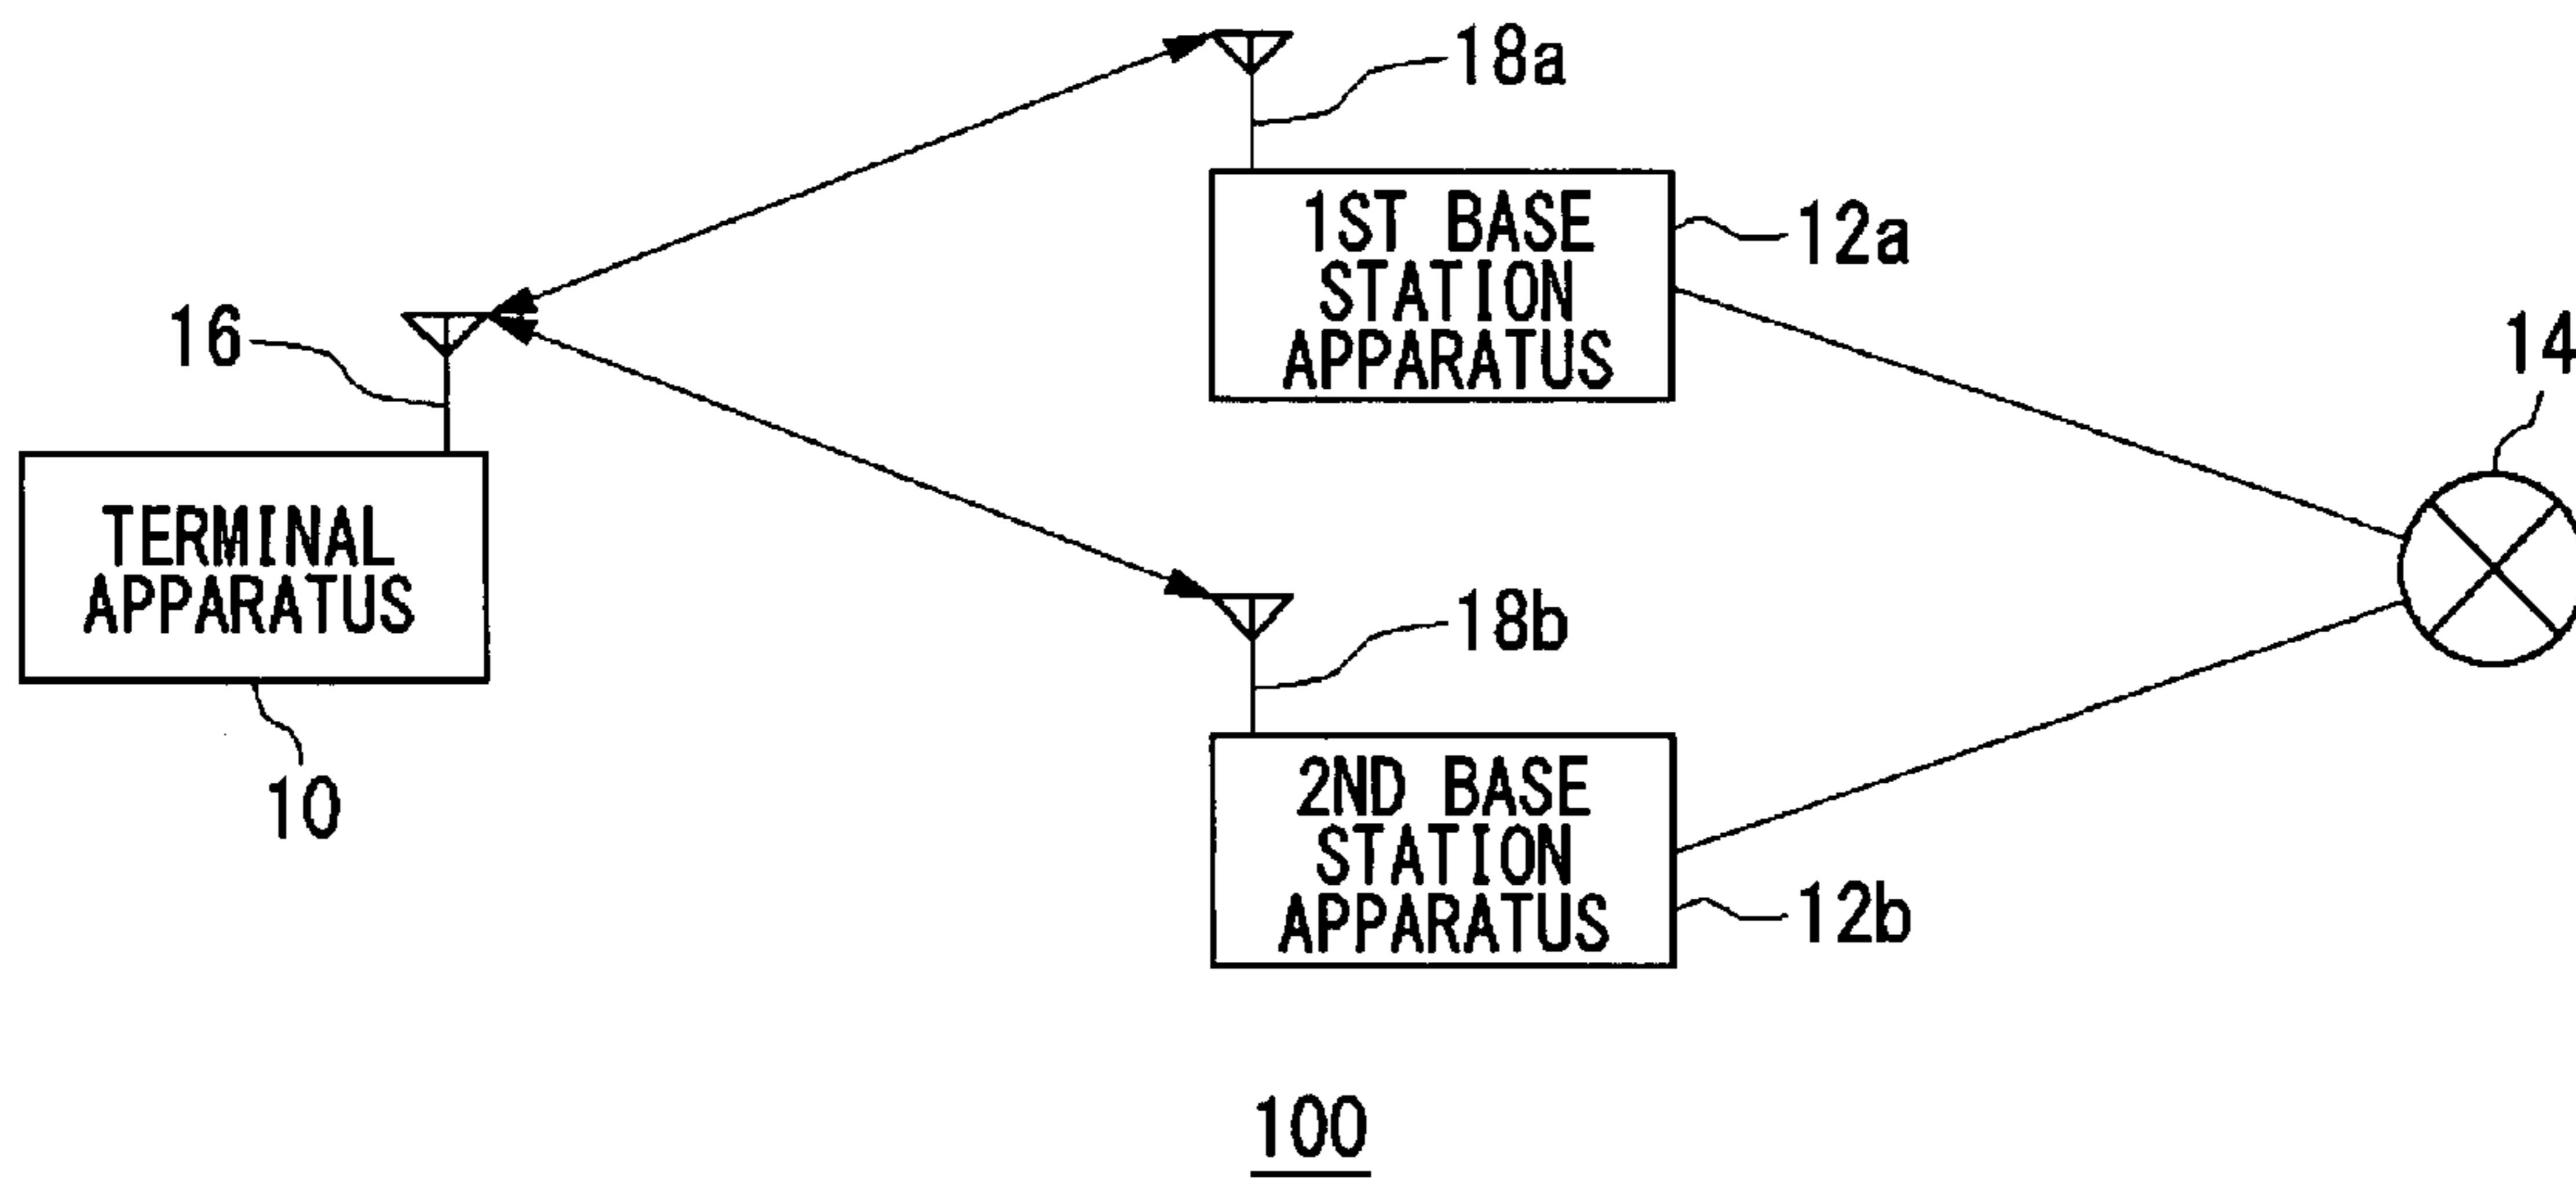 18a
1ST BASE
STATION
APPARATUS
12a
16
14
TERMINAL
APPARATUS
10
18b
2ND BASE
STATION
APPARATUS
12b
100